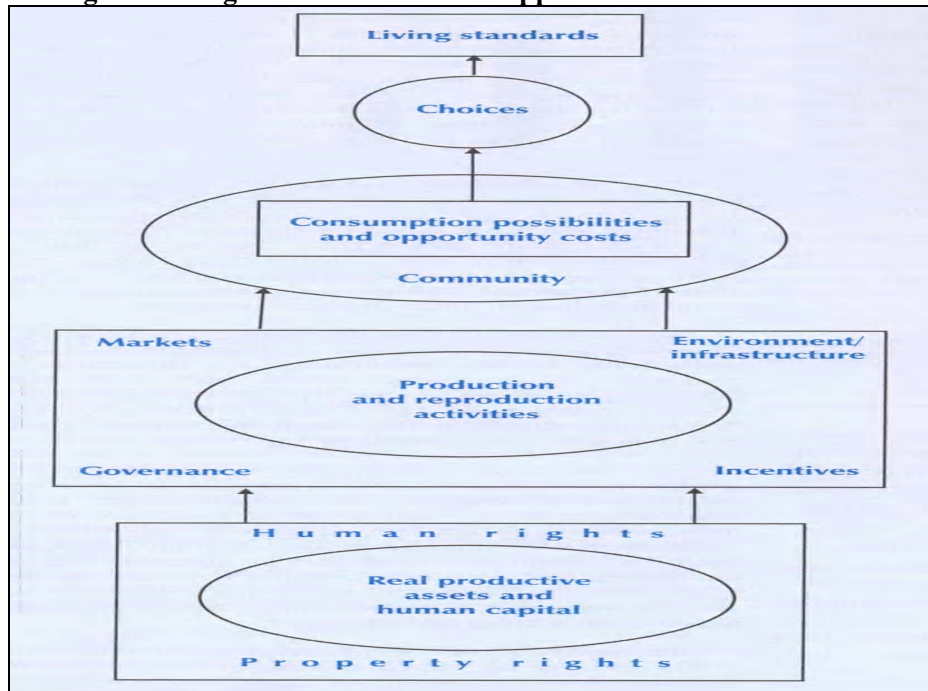 Living standards
Choices
Consumption possibilities
and opportunity costs
Community
Markets
Environment/
infrastructure
Production
and reproduction
activities
Governance
Incentives
Human rights
Real productive
assets and
human capital
Property rights